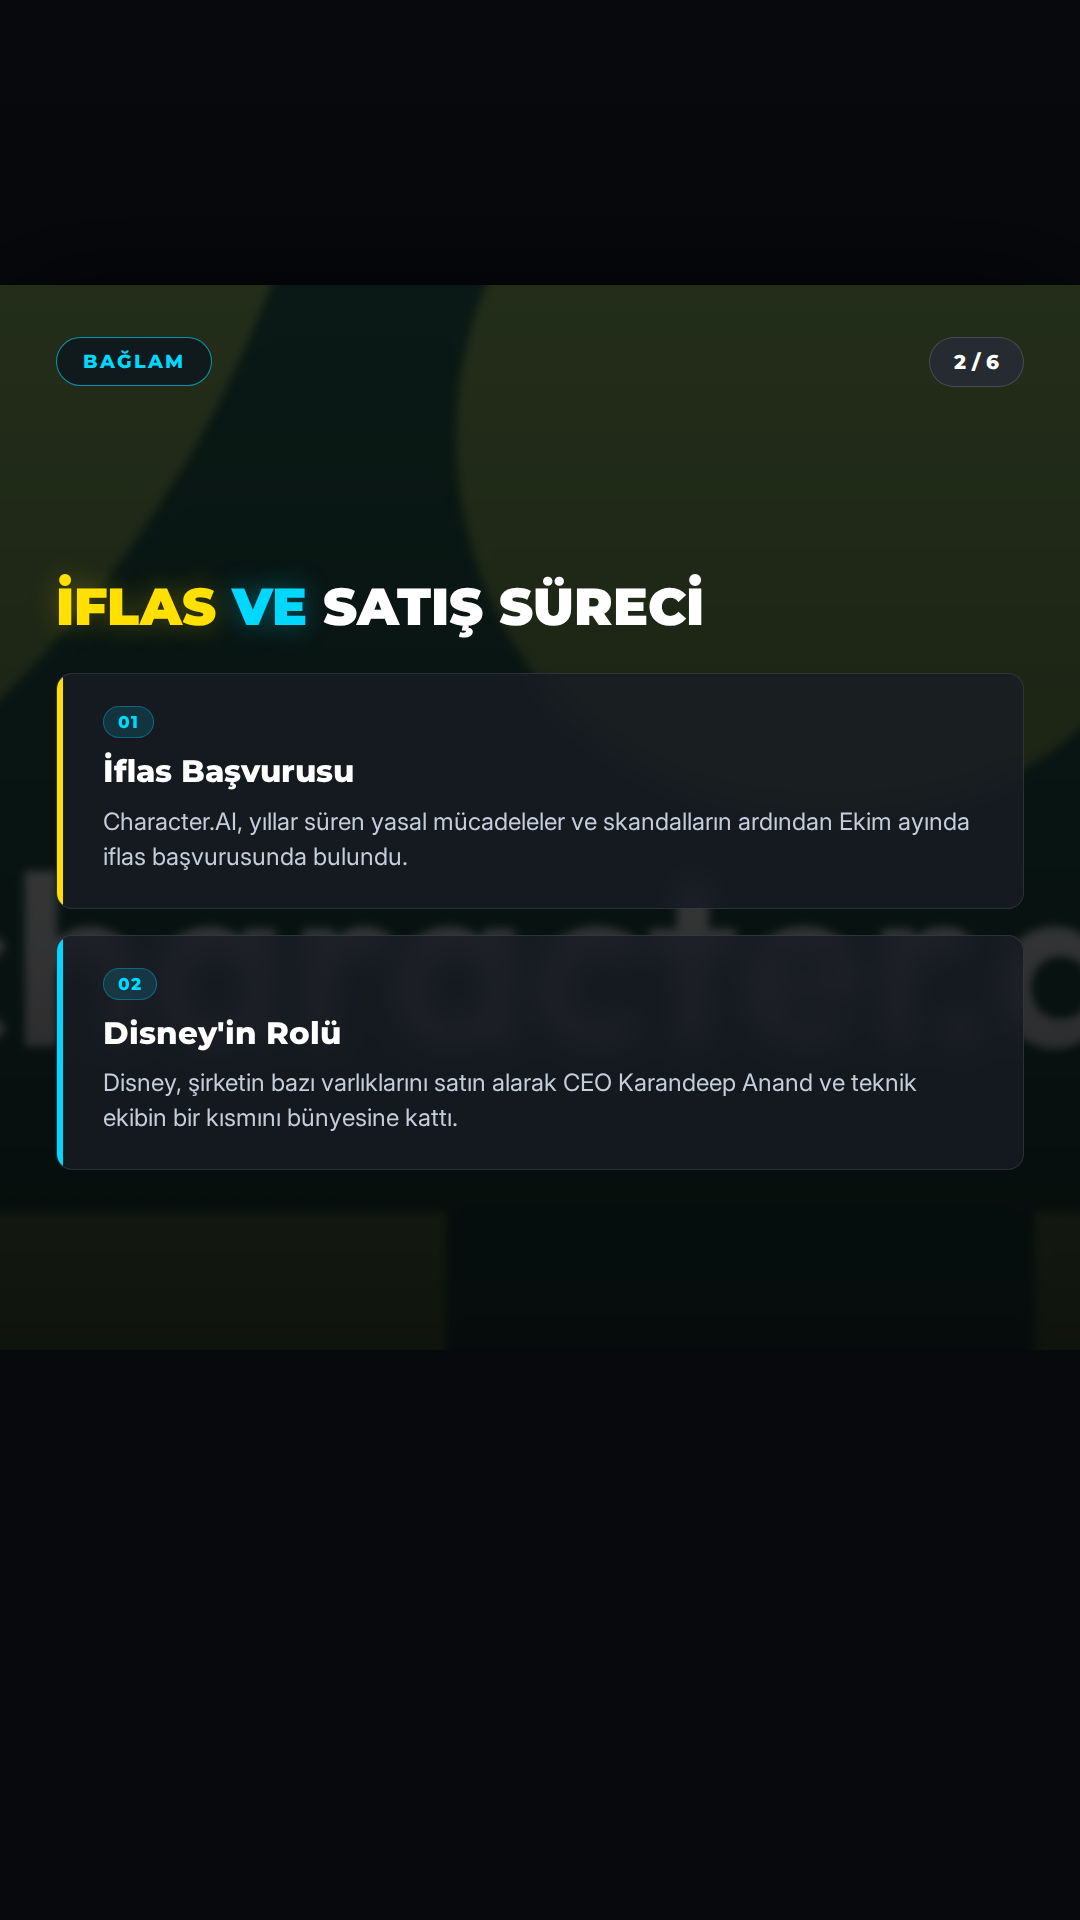 BAĞLAM
2 / 6
İFLAS VE SATIŞ SÜRECİ
01
İflas Başvurusu
Character.AI, yıllar süren yasal mücadeleler ve skandalların ardından Ekim ayında
iflas başvurusunda bulundu.
character.a
02
Disney'in Rolü
Disney, şirketin bazı varlıklarını satın alarak CEO Karandeep Anand ve teknik
ekibin bir kısmını bünyesine kattı.